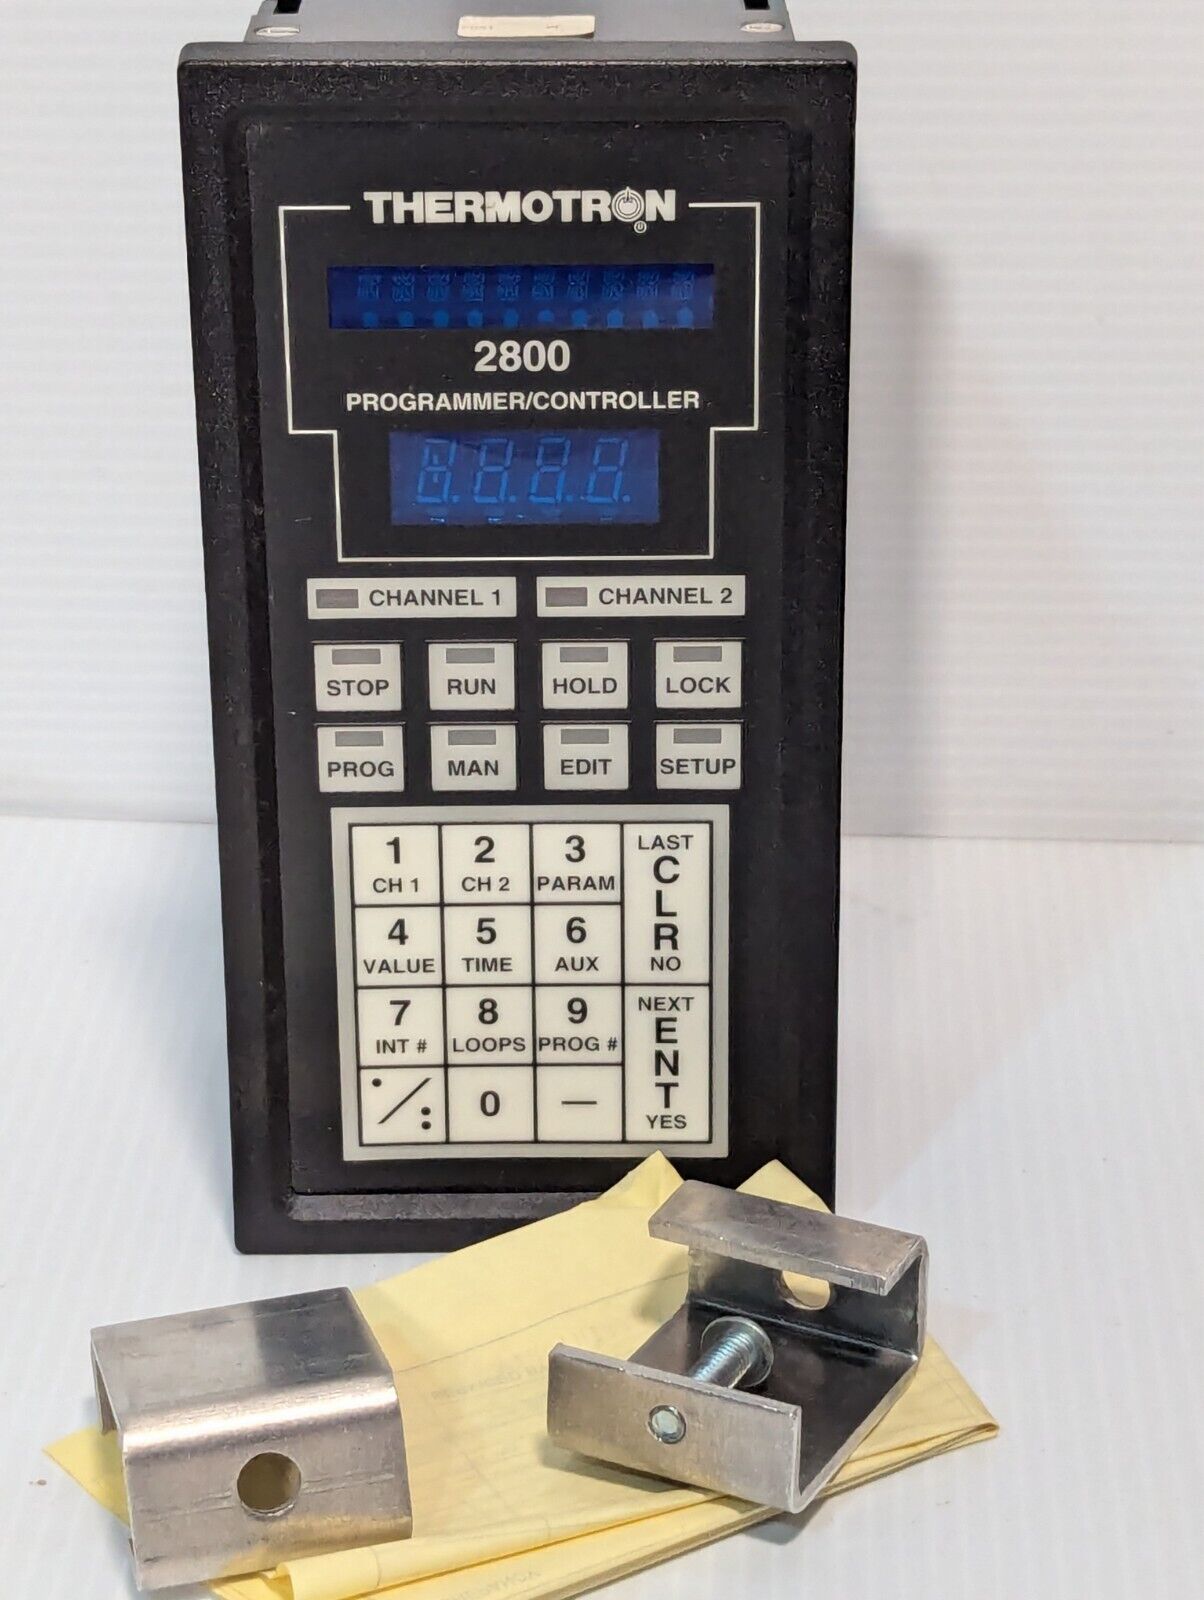 THERMOTRON
2800
PROGRAMMER/CONTROLLER
CHANNEL 1 CHANNEL 2
STOP RUN HOLD LOCK
PROG MAN EDIT SETUP
1 2 3 LAST
CH 1 CH 2 PARAM CLR
4 5 6
VALUE TIME AUX NO
7 8 9 NEXT
INT # LOOPS PROG # ENT
./: 0 — YES